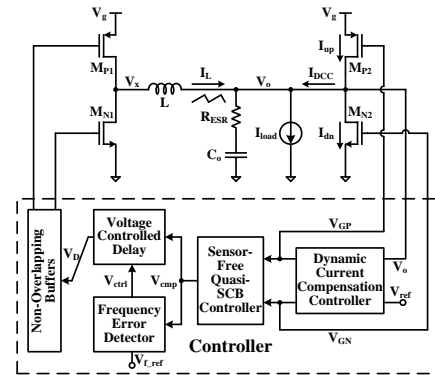 Vg
Vg
MP1
Iup
MP2
Vx
L
IL
Vo
IDCC
MN1
RESR
Co
Iload
Idn
MN2
Non-Overlapping
Buffers
VD
Voltage
Controlled
Delay
Vctrl
Vcmp
Frequency
Error
Detector
Vf_ref
Sensor-
Free
Quasi-
SCB
Controller
VGP
Dynamic
Current
Compensation
Controller
Vo
Vref
VGN
Controller